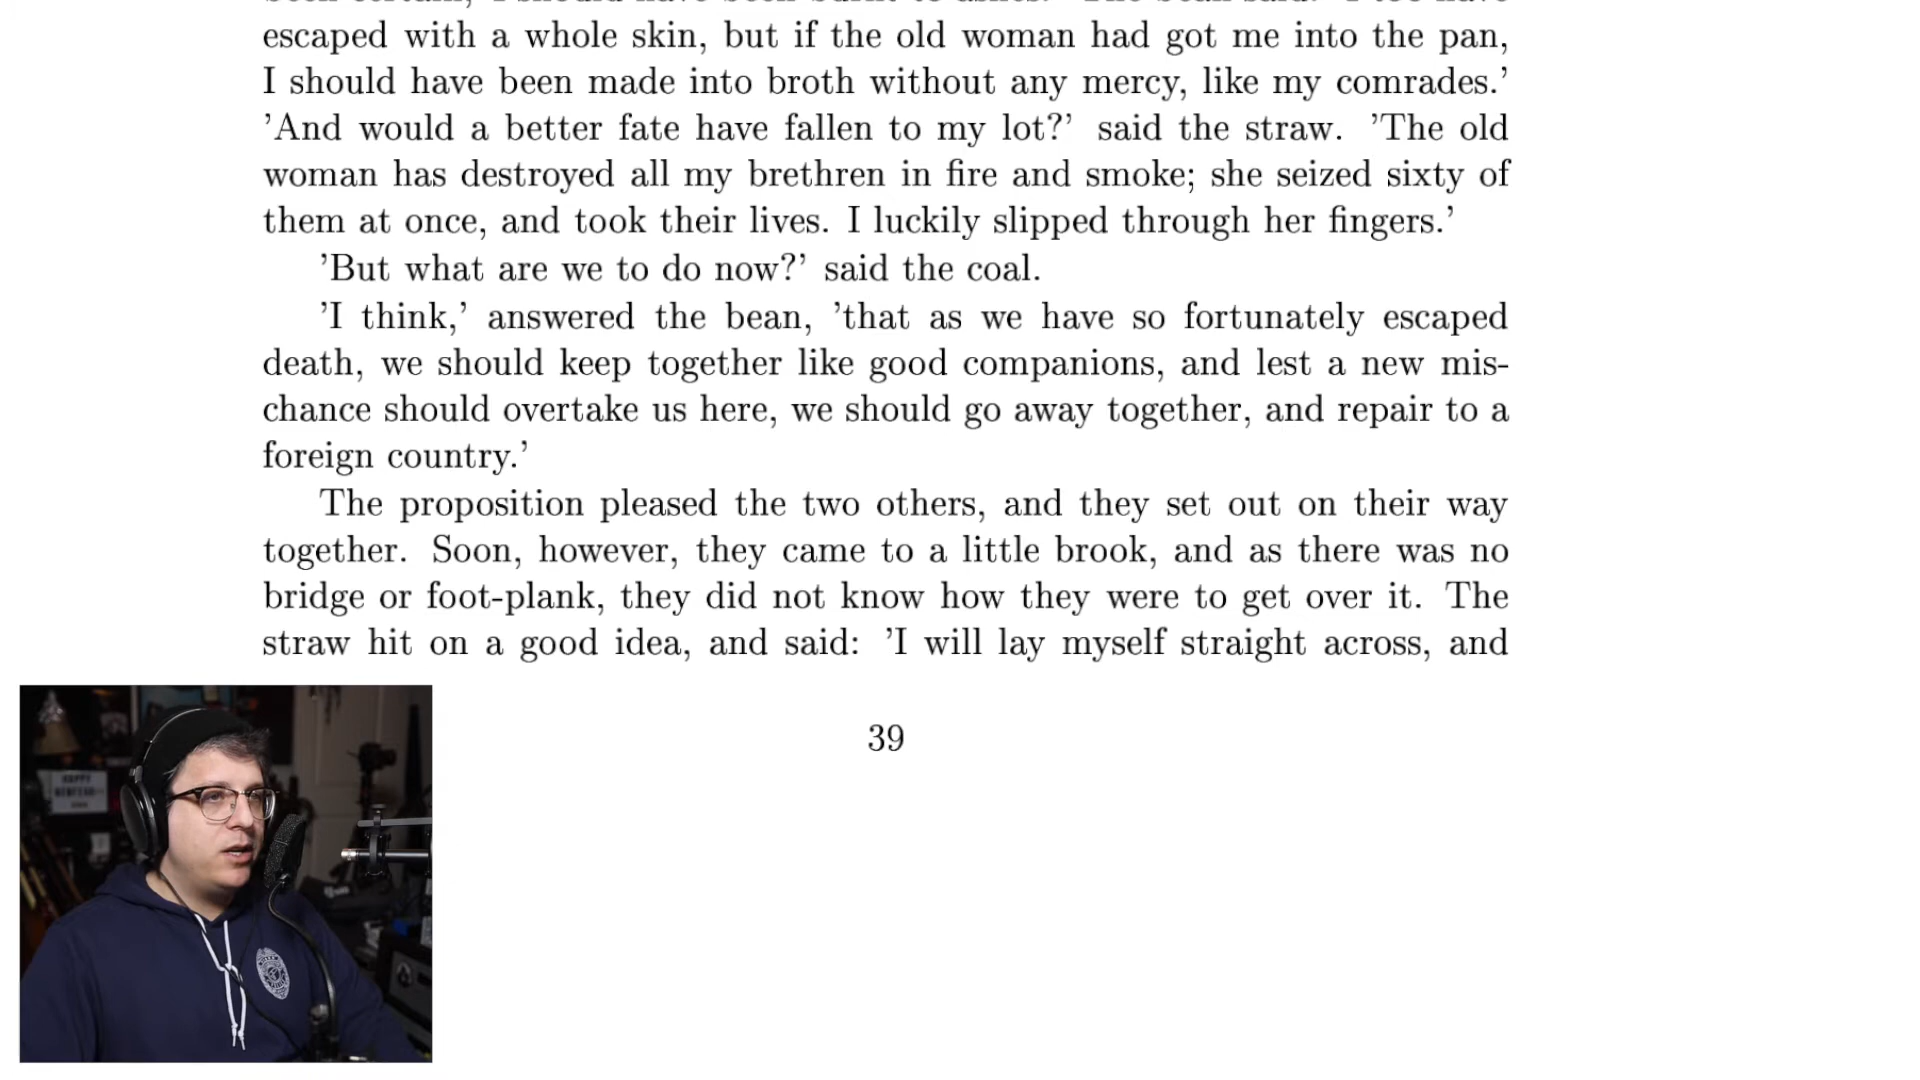 escaped with a whole skin, but if the old woman had got me into the pan,
I should have been made into broth without any mercy, like my comrades.’
’And would a better fate have fallen to my lot?’ said the straw. ’The old
woman has destroyed all my brethren in fire and smoke; she seized sixty of
them at once, and took their lives. I luckily slipped through her fingers.’
’But what are we to do now?’ said the coal.
’I think,’ answered the bean, ’that as we have so fortunately escaped
death, we should keep together like good companions, and lest a new mis-
chance should overtake us here, we should go away together, and repair to a
foreign country.’
The proposition pleased the two others, and they set out on their way
together. Soon, however, they came to a little brook, and as there was no
bridge or foot-plank, they did not know how they were to get over it. The
straw hit on a good idea, and said: ’I will lay myself straight across, and
39
HAPPY